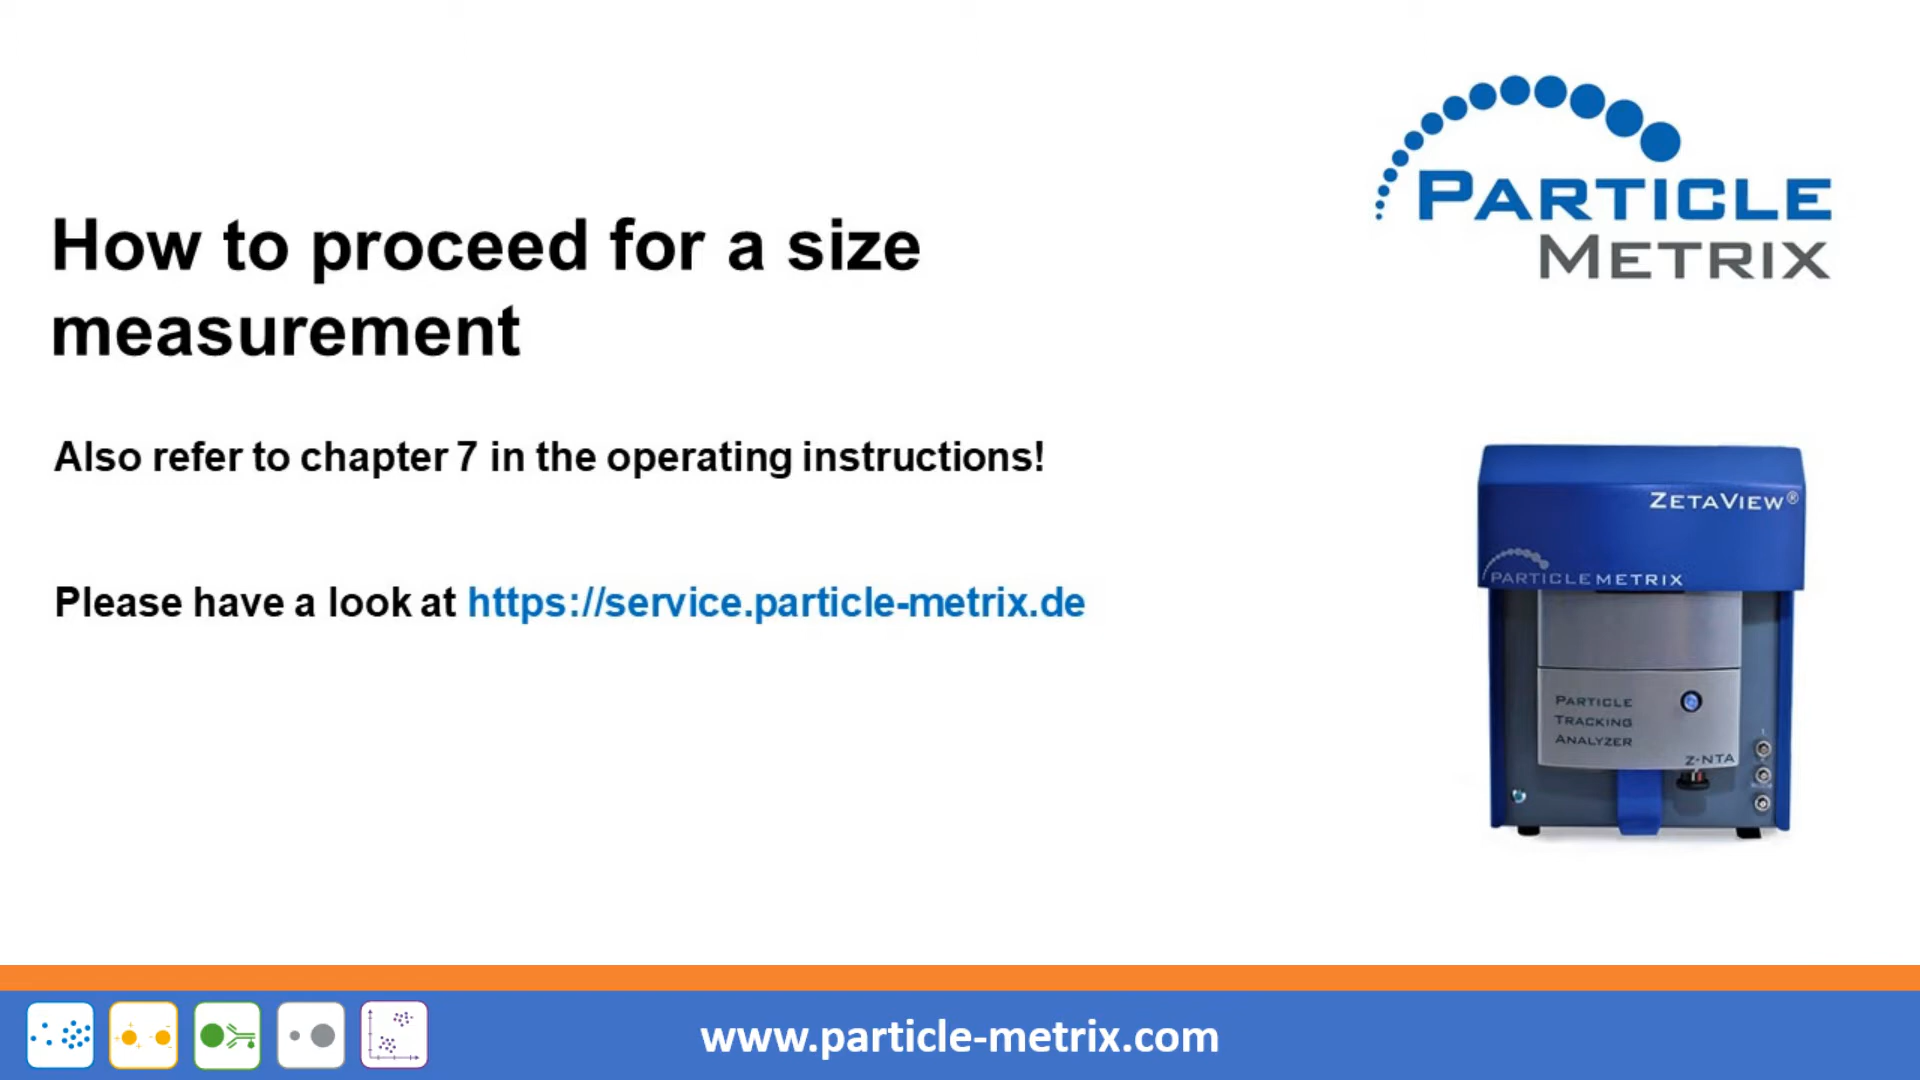 PARTICLE
METRIX
How to proceed for a size
measurement
Also refer to chapter 7 in the operating instructions!
Please have a look at https://service.particle-metrix.de
ZETAVIEW®
PARTICLE METRIX
PARTICLE
TRACKING
ANALYZER
Z-NTA
www.particle-metrix.com